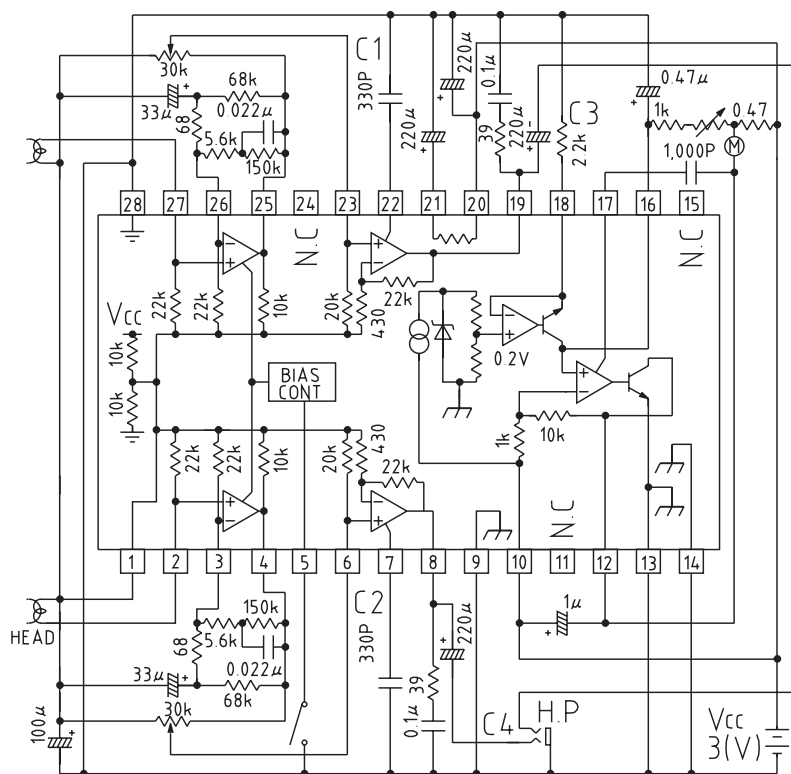 30k
C1
33μ
+
68k
0.022μ
68
5.6k
150k
330P
220μ
+
220μ
+
0.1μ
39
220μ
-
+
C3
2.2k
0.47μ
+
1k
0.47
M
1,000P
28
27
26
25
24
23
22
21
20
19
18
17
16
15
N.C
N.C
-
+
+
-
22k
22k
10k
20k
430
22k
Vcc
10k
10k
-
+
0.2V
+
-
BIAS
CONT
1k
10k
22k
22k
10k
20k
430
22k
+
-
-
+
N.C
1
2
3
4
5
6
7
8
9
10
11
12
13
14
HEAD
150k
5.6k
68
0.022μ
33μ
+
68k
30k
100μ
+
C2
330P
220μ
+
39
0.1μ
C4
H.P
1μ
+
Vcc
3(V)